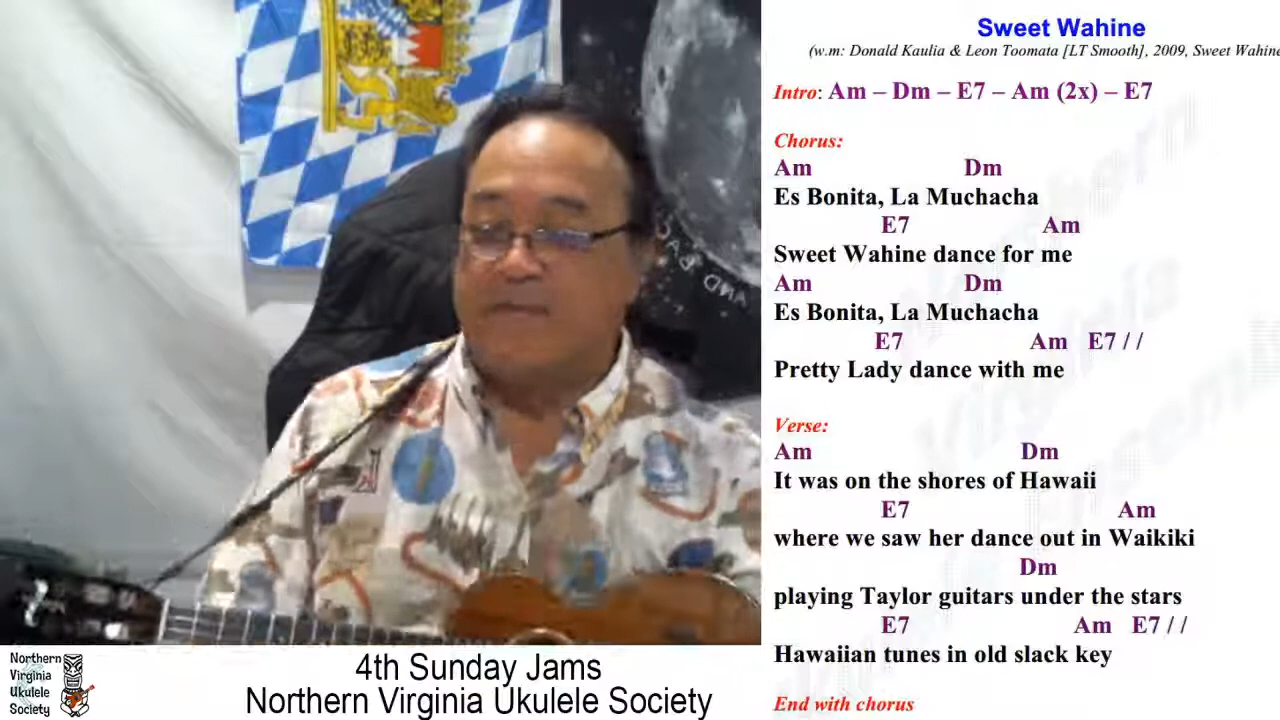 Sweet Wahine
(w.m: Donald Kaulia & Leon Toomata [LT Smooth], 2009, Sweet Wahine
Intro: Am – Dm – E7 – Am (2x) – E7
Chorus:
Am Dm
Es Bonita, La Muchacha
E7 Am
Sweet Wahine dance for me
Am Dm
Es Bonita, La Muchacha
E7 Am E7 / /
Pretty Lady dance with me
Verse:
Am Dm
It was on the shores of Hawaii
E7 Am
where we saw her dance out in Waikiki
Dm
playing Taylor guitars under the stars
E7 Am E7 / /
Hawaiian tunes in old slack key
End with chorus
AND BAC
Northern
Virginia
Ukulele
Society
4th Sunday Jams
Northern Virginia Ukulele Society